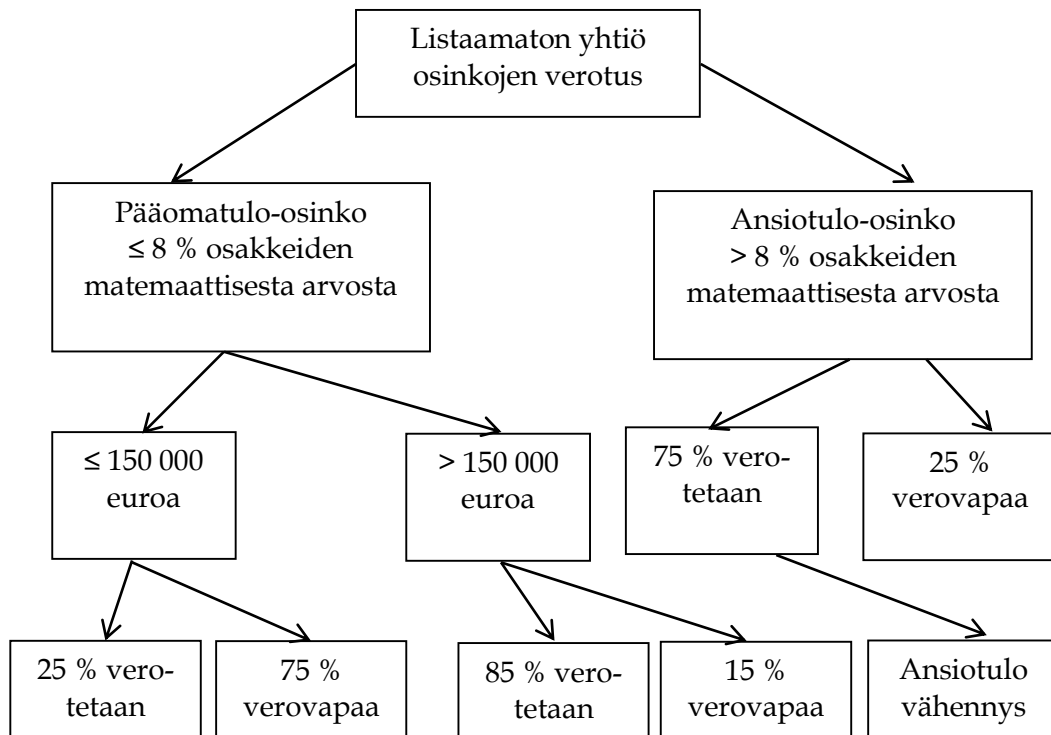 Listaamaton yhtiö
osinkojen verotus
Pääomatulo-osinko
≤ 8 % osakkeiden
matemaattisesta arvosta
Ansiotulo-osinko
> 8 % osakkeiden
matemaattisesta arvosta
≤ 150 000
euroa
> 150 000
euroa
75 % vero-
tetaan
25 %
verovapaa
25 % vero-
tetaan
75 %
verovapaa
85 % vero-
tetaan
15 %
verovapaa
Ansiotulo
vähennys